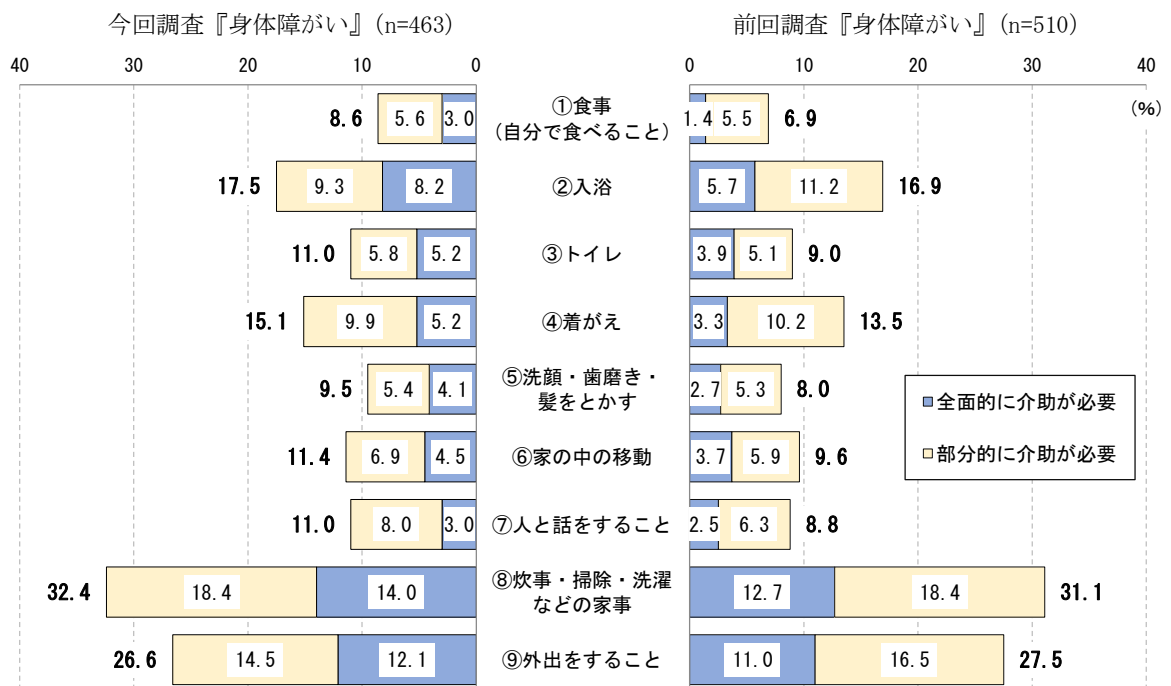 今回調査『身体障がい』(n=463)
前回調査『身体障がい』(n=510)
40 30 20 10 0
0 10 20 30 40
(%)
8.6 5.6 3.0 ①食事 1.4 5.5 6.9
(自分で食べること)
17.5 9.3 8.2 ②入浴 5.7 11.2 16.9
11.0 5.8 5.2 ③トイレ 3.9 5.1 9.0
15.1 9.9 5.2 ④着がえ 3.3 10.2 13.5
9.5 5.4 4.1 ⑤洗顔・歯磨き・ 2.7 5.3 8.0
髪をとかす
11.4 6.9 4.5 ⑥家の中の移動 3.7 5.9 9.6
11.0 8.0 3.0 ⑦人と話をすること 2.5 6.3 8.8
32.4 18.4 14.0 ⑧炊事・掃除・洗濯 12.7 18.4 31.1
などの家事
26.6 14.5 12.1 ⑨外出をすること 11.0 16.5 27.5
全面的に介助が必要
部分的に介助が必要